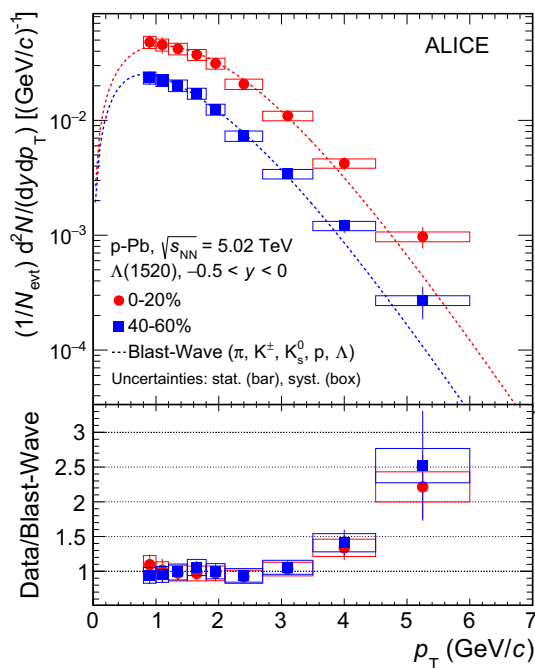 ALICE
(1/N_evt) d²N/(dydp_T) [(GeV/c)⁻¹]
10⁻²
10⁻³
10⁻⁴
p-Pb, √s_NN = 5.02 TeV
Λ(1520), −0.5 < y < 0
0-20%
40-60%
Blast-Wave (π, K±, K⁰_s, p, Λ)
Uncertainties: stat. (bar), syst. (box)
Data/Blast-Wave
3
2.5
2
1.5
1
0 1 2 3 4 5 6 7
p_T (GeV/c)